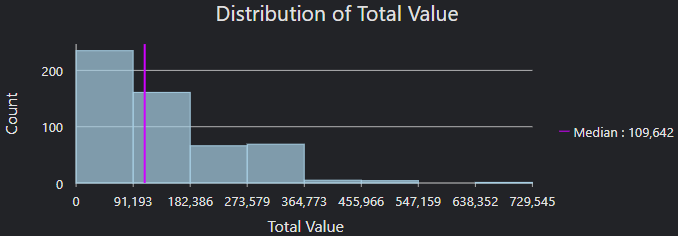 Distribution of Total Value
Count
200
100
0
0 91,193 182,386 273,579 364,773 455,966 547,159 638,352 729,545
Total Value
Median : 109,642